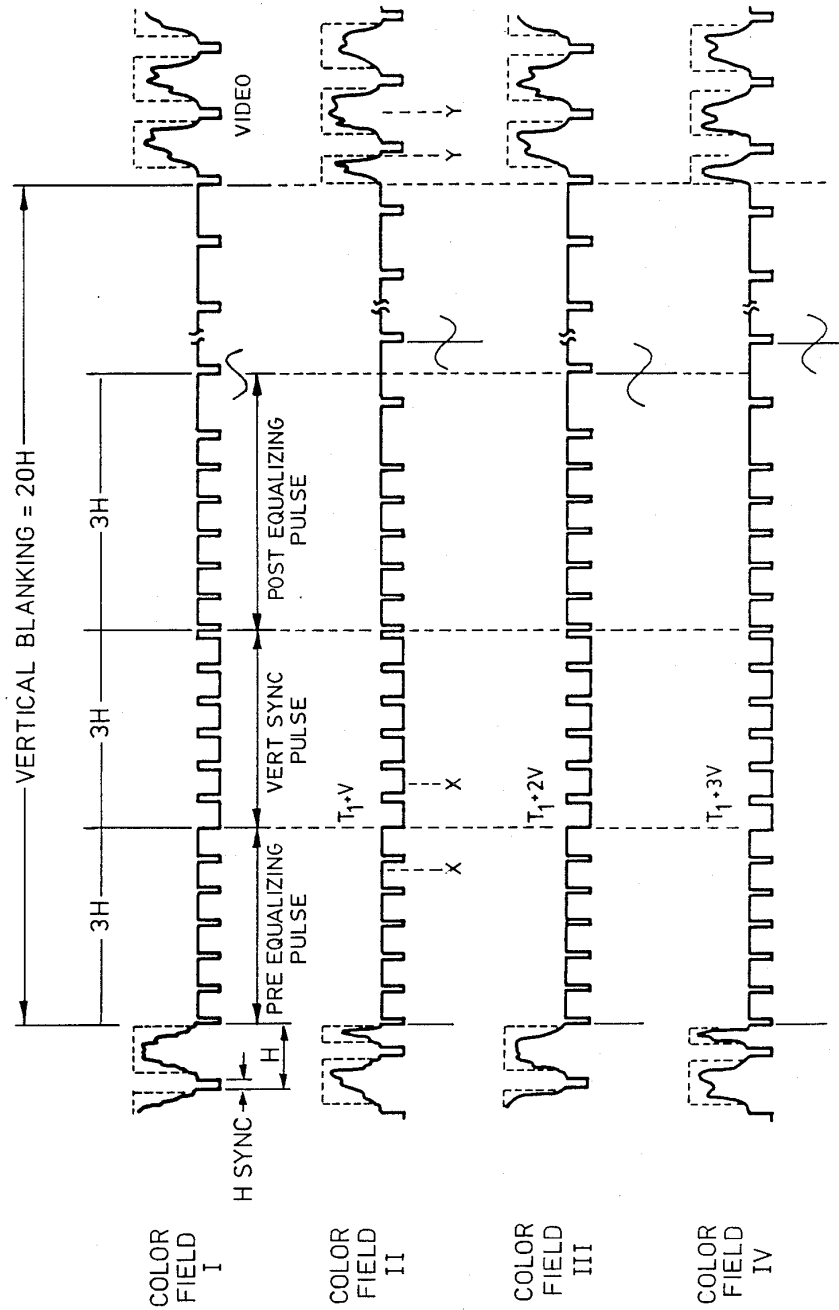 VERTICAL BLANKING = 20H
3H
3H
3H
COLOR
FIELD
I
H SYNC
H
PRE EQUALIZING
PULSE
VERT SYNC
PULSE
POST EQUALIZING
PULSE
VIDEO
COLOR
FIELD
II
T1+V
X
X
Y
Y
COLOR
FIELD
III
T1+2V
COLOR
FIELD
IV
T1+3V